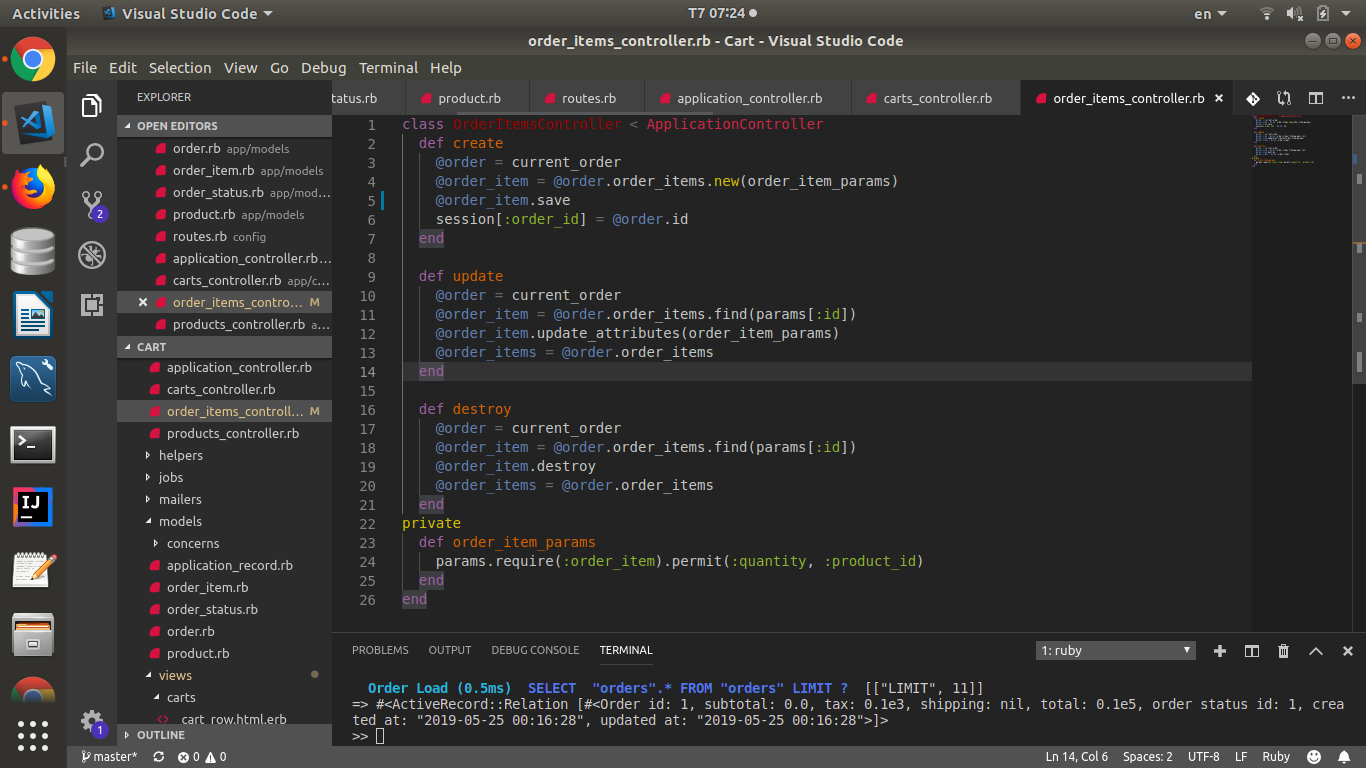 Activities Visual Studio Code T7 07:24 en
order_items_controller.rb - Cart - Visual Studio Code
File Edit Selection View Go Debug Terminal Help
EXPLORER
OPEN EDITORS
order.rb app/models
order_item.rb app/models
order_status.rb app/mod...
product.rb app/models
routes.rb config
application_controller.rb...
carts_controller.rb app/c...
order_items_contro... M
products_controller.rb a...
CART
application_controller.rb
carts_controller.rb
order_items_controll... M
products_controller.rb
helpers
jobs
mailers
models
concerns
application_record.rb
order_item.rb
order_status.rb
order.rb
product.rb
views
carts
cart_row.html.erb
OUTLINE
2
1
tatus.rb product.rb routes.rb application_controller.rb carts_controller.rb order_items_controller.rb
1 class OrderItemsController < ApplicationController
2 def create
3 @order = current_order
4 @order_item = @order.order_items.new(order_item_params)
5 @order_item.save
6 session[:order_id] = @order.id
7 end
8
9 def update
10 @order = current_order
11 @order_item = @order.order_items.find(params[:id])
12 @order_item.update_attributes(order_item_params)
13 @order_items = @order.order_items
14 end
15
16 def destroy
17 @order = current_order
18 @order_item = @order.order_items.find(params[:id])
19 @order_item.destroy
20 @order_items = @order.order_items
21 end
22 private
23 def order_item_params
24 params.require(:order_item).permit(:quantity, :product_id)
25 end
26 end
PROBLEMS OUTPUT DEBUG CONSOLE TERMINAL 1: ruby
Order Load (0.5ms) SELECT "orders".* FROM "orders" LIMIT ? [["LIMIT", 11]]
=> #<ActiveRecord::Relation [#<Order id: 1, subtotal: 0.0, tax: 0.1e3, shipping: nil, total: 0.1e5, order status id: 1, crea
ted at: "2019-05-25 00:16:28", updated at: "2019-05-25 00:16:28">]>
>>
master* 0 0 Ln 14, Col 6 Spaces: 2 UTF-8 LF Ruby